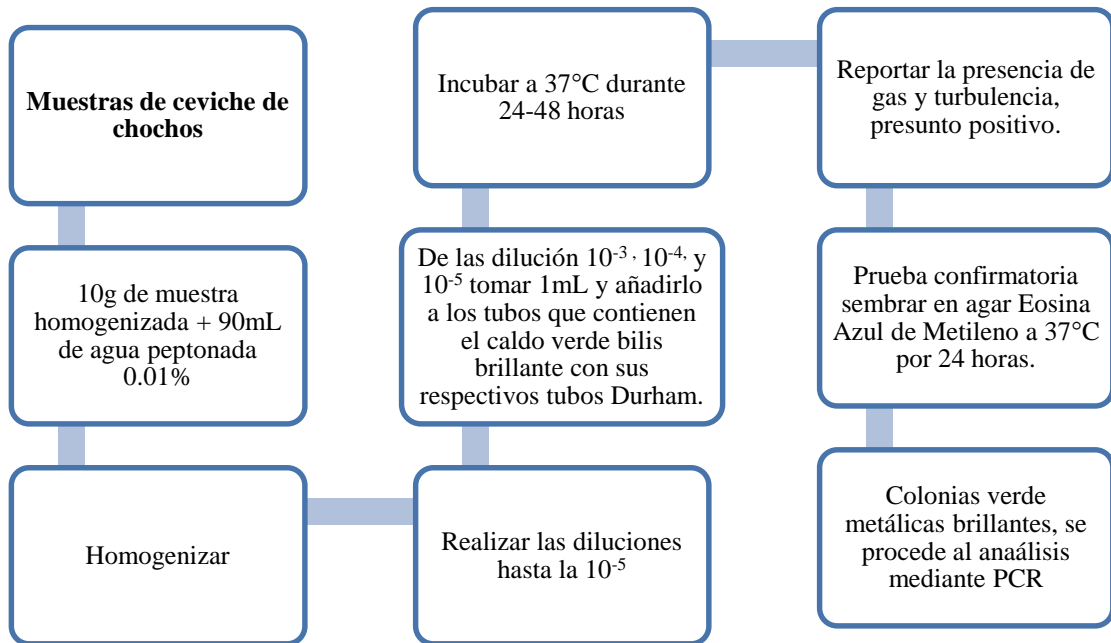 Muestras de ceviche de
chochos
10g de muestra
homogenizada + 90mL
de agua peptonada
0.01%
Homogenizar
Realizar las diluciones
hasta la 10⁻⁵
De las dilución 10⁻³ , 10⁻⁴, y
10⁻⁵ tomar 1mL y añadirlo
a los tubos que contienen
el caldo verde bilis
brillante con sus
respectivos tubos Durham.
Incubar a 37°C durante
24-48 horas
Reportar la presencia de
gas y turbulencia,
presunto positivo.
Prueba confirmatoria
sembrar en agar Eosina
Azul de Metileno a 37°C
por 24 horas.
Colonias verde
metálicas brillantes, se
procede al anaálisis
mediante PCR